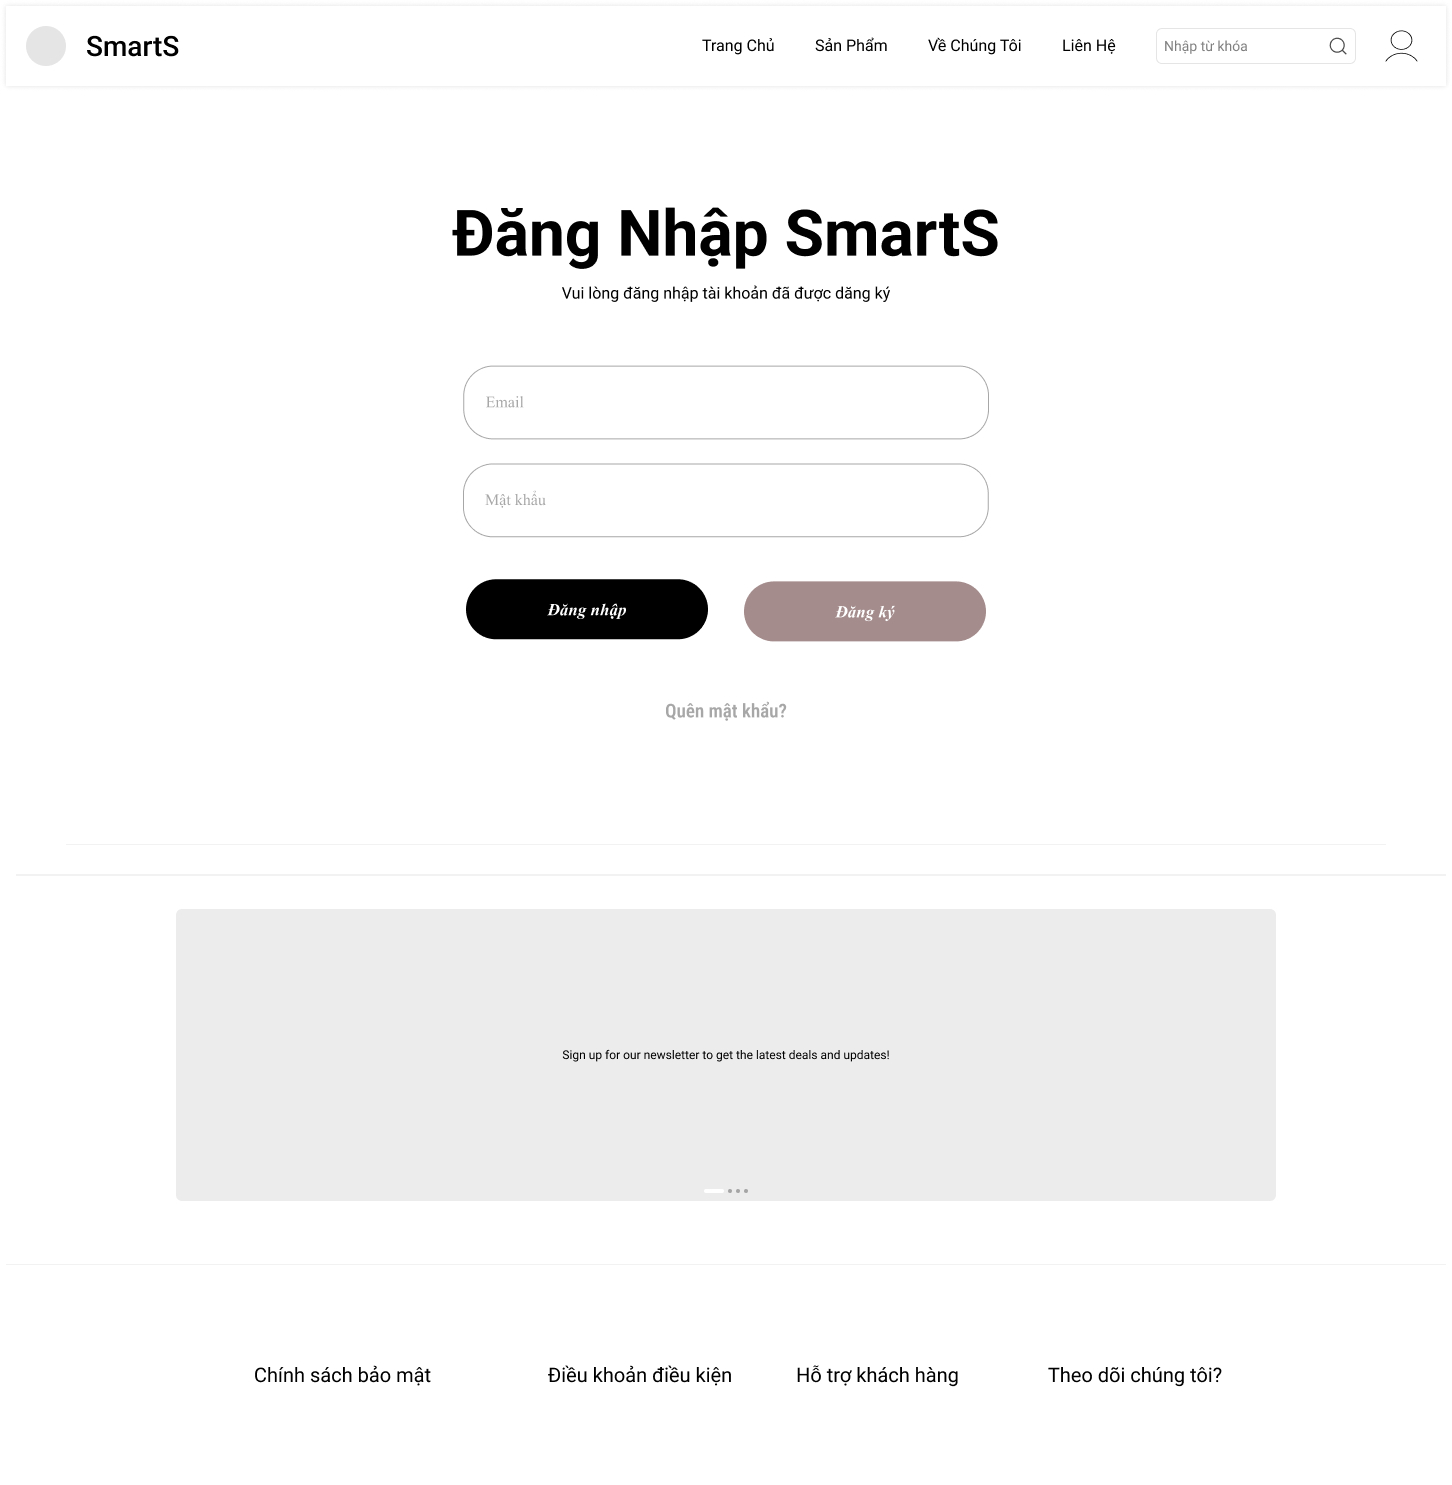 SmartS
Trang Chủ
Sản Phẩm
Về Chúng Tôi
Liên Hệ
Nhập từ khóa
Đăng Nhập SmartS
Vui lòng đăng nhập tài khoản đã được dăng ký
Email
Mật khẩu
Đăng nhập
Đăng ký
Quên mật khẩu?
Sign up for our newsletter to get the latest deals and updates!
Chính sách bảo mật
Điều khoản điều kiện
Hỗ trợ khách hàng
Theo dõi chúng tôi?